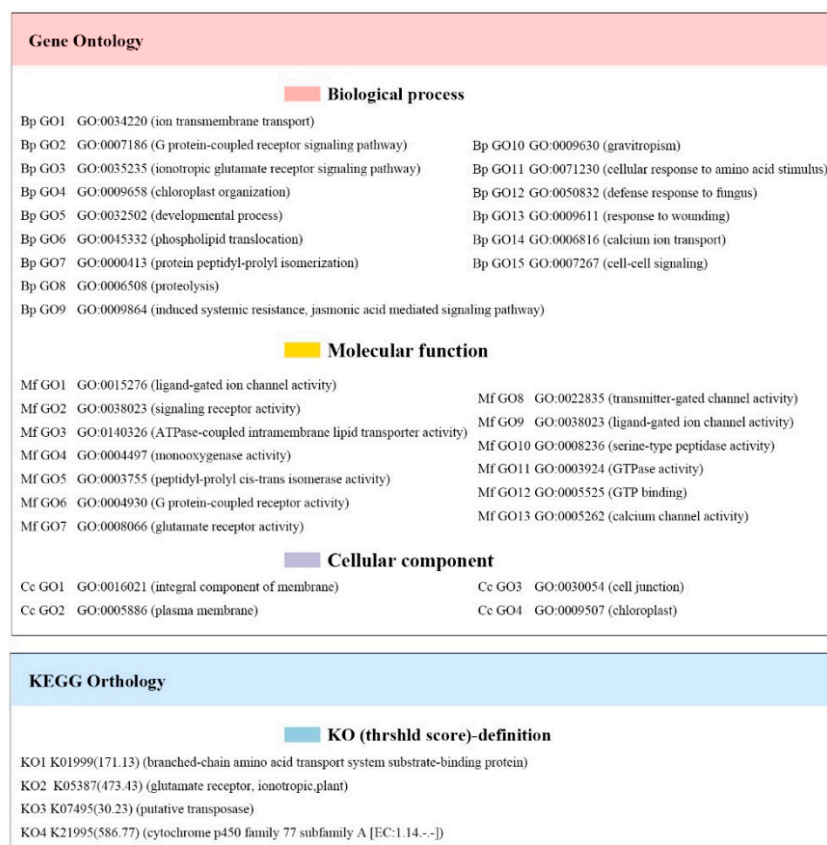 Gene Ontology
Biological process
Bp GO1 GO:0034220 (ion transmembrane transport)
Bp GO2 GO:0007186 (G protein-coupled receptor signaling pathway)
Bp GO3 GO:0035235 (ionotropic glutamate receptor signaling pathway)
Bp GO4 GO:0009658 (chloroplast organization)
Bp GO5 GO:0032502 (developmental process)
Bp GO6 GO:0045332 (phospholipid translocation)
Bp GO7 GO:0000413 (protein peptidyl-prolyl isomerization)
Bp GO8 GO:0006508 (proteolysis)
Bp GO9 GO:0009864 (induced systemic resistance, jasmonic acid mediated signaling pathway)
Bp GO10 GO:0009630 (gravitropism)
Bp GO11 GO:0071230 (cellular response to amino acid stimulus)
Bp GO12 GO:0050832 (defense response to fungus)
Bp GO13 GO:0009611 (response to wounding)
Bp GO14 GO:0006816 (calcium ion transport)
Bp GO15 GO:0007267 (cell-cell signaling)
Molecular function
Mf GO1 GO:0015276 (ligand-gated ion channel activity)
Mf GO2 GO:0038023 (signaling receptor activity)
Mf GO3 GO:0140326 (ATPase-coupled intramembrane lipid transporter activity)
Mf GO4 GO:0004497 (monooxygenase activity)
Mf GO5 GO:0003755 (peptidyl-prolyl cis-trans isomerase activity)
Mf GO6 GO:0004930 (G protein-coupled receptor activity)
Mf GO7 GO:0008066 (glutamate receptor activity)
Mf GO8 GO:0022835 (transmitter-gated channel activity)
Mf GO9 GO:0038023 (ligand-gated ion channel activity)
Mf GO10 GO:0008236 (serine-type peptidase activity)
Mf GO11 GO:0003924 (GTPase activity)
Mf GO12 GO:0005525 (GTP binding)
Mf GO13 GO:0005262 (calcium channel activity)
Cellular component
Cc GO1 GO:0016021 (integral component of membrane)
Cc GO2 GO:0005886 (plasma membrane)
Cc GO3 GO:0030054 (cell junction)
Cc GO4 GO:0009507 (chloroplast)
KEGG Orthology
KO (thrshld score)-definition
KO1 K01999(171.13) (branched-chain amino acid transport system substrate-binding protein)
KO2 K05387(473.43) (glutamate receptor, ionotropic,plant)
KO3 K07495(30.23) (putative transposase)
KO4 K21995(586.77) (cytochrome p450 family 77 subfamily A [EC:1.14.-.-])